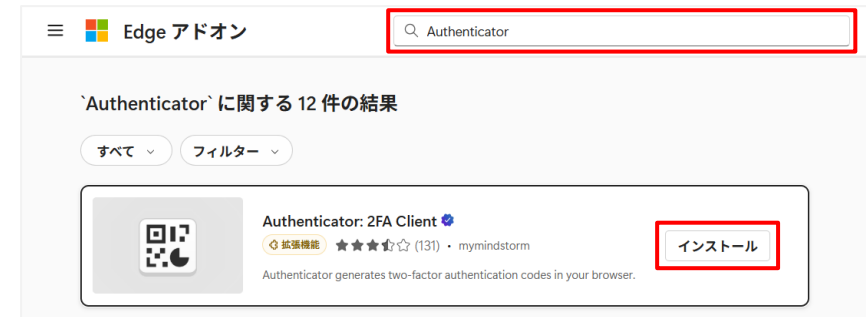 Edge アドオン
Authenticator
`Authenticator` に関する 12 件の結果
すべて
フィルター
Authenticator: 2FA Client
拡張機能 (131) • mymindstorm
インストール
Authenticator generates two-factor authentication codes in your browser.